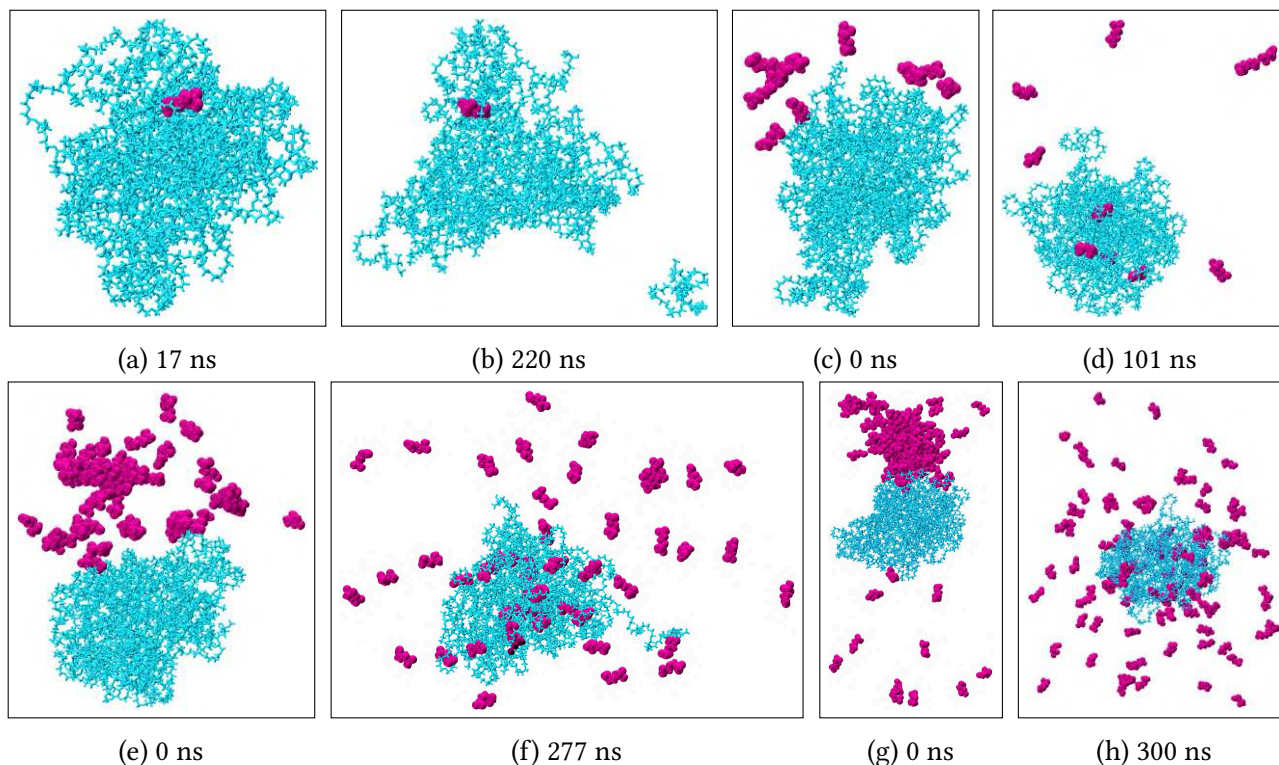 (a) 17 ns
(b) 220 ns
(c) 0 ns
(d) 101 ns
(e) 0 ns
(f) 277 ns
(g) 0 ns
(h) 300 ns